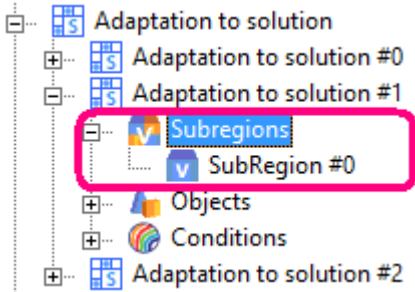 Adaptation to solution
Adaptation to solution #0
Adaptation to solution #1
Subregions
SubRegion #0
Objects
Conditions
Adaptation to solution #2